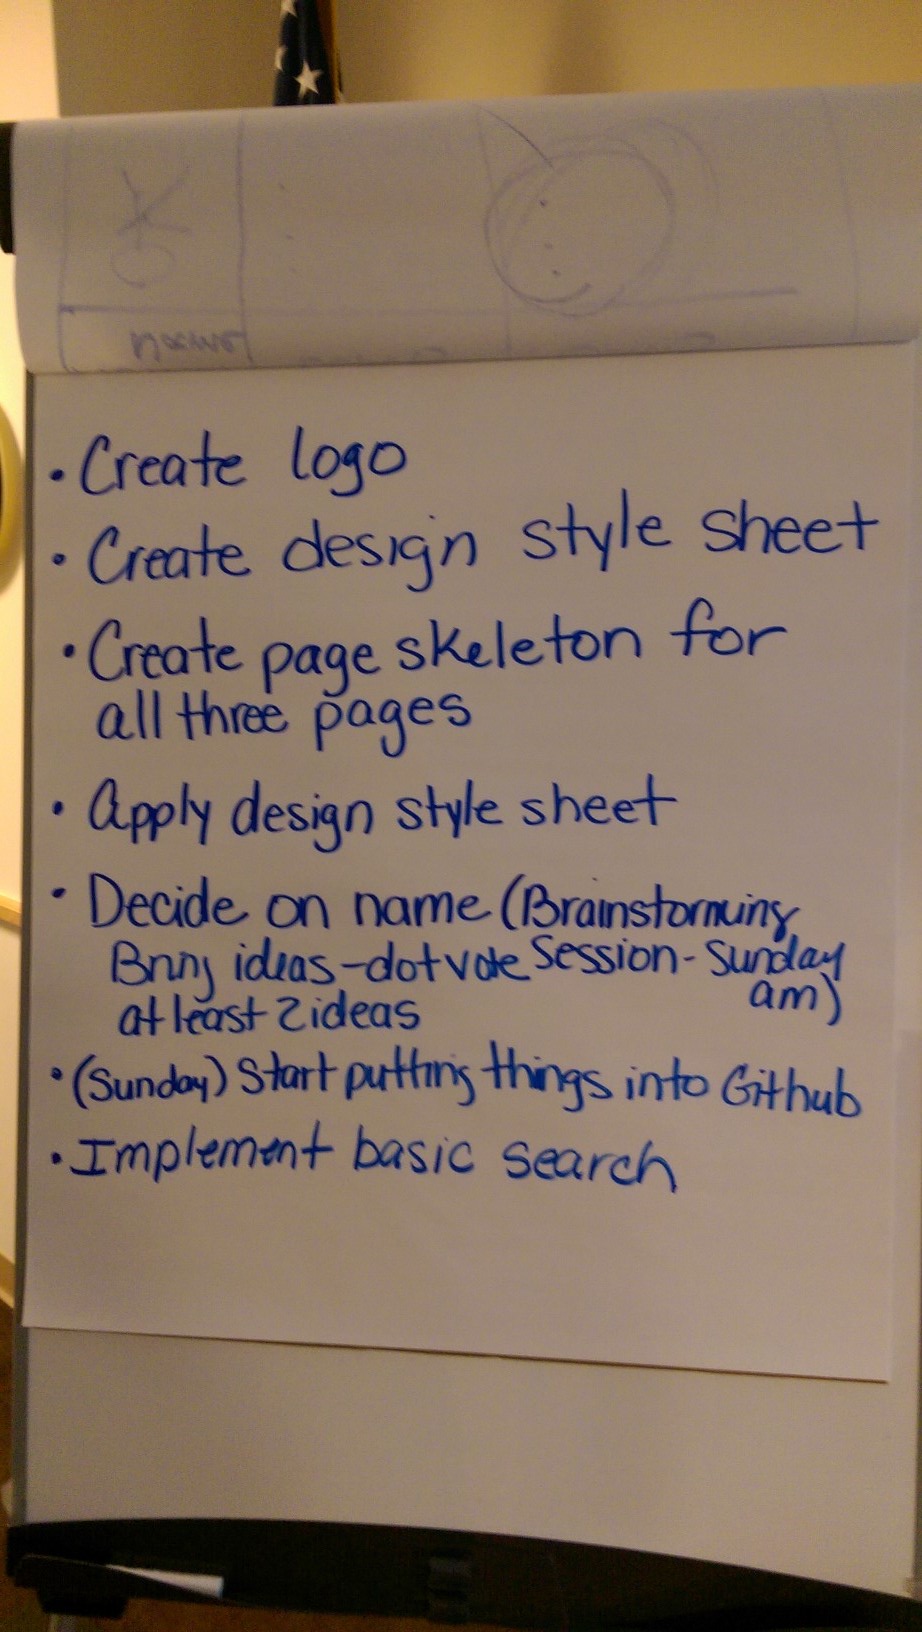 • Create logo
• Create design style sheet
• Create page skeleton for
all three pages
• Apply design style sheet
• Decide on name (Brainstorming
Bring ideas - dot vote Session - Sunday
at least 2 ideas am)
• (Sunday) Start putting things into Github
• Implement basic search